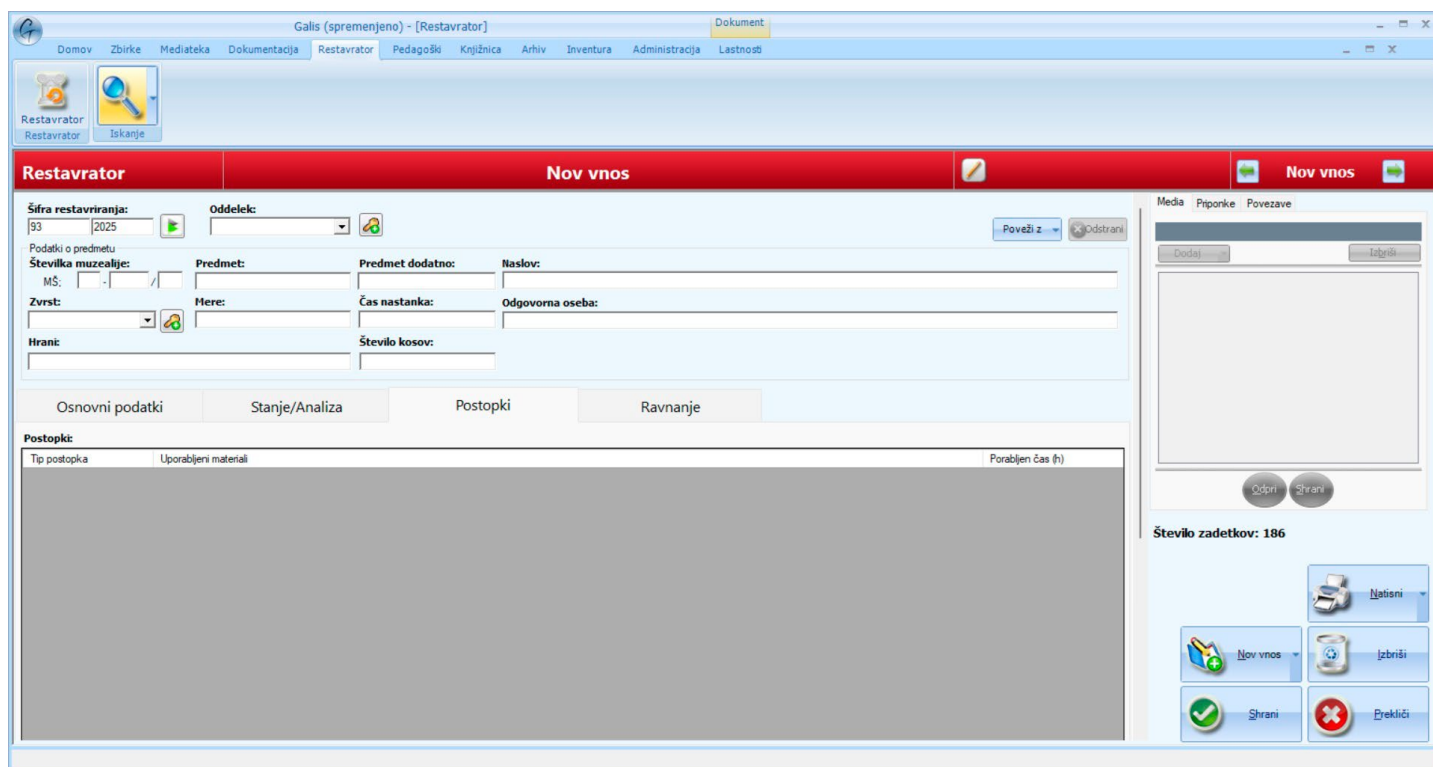 Galis (spremenjeno) - [Restavrator]
Dokument
Domov Zbirke Mediateka Dokumentacija Restavrator Pedagoški Knjižnica Arhiv Inventura Administracija Lastnosti
Restavrator
Restavrator Iskanje
Restavrator Nov vnos Nov vnos
Šifra restavriranja: Oddelek:
93 2025
Poveži z Odstrani
Podatki o predmetu
Številka muzealije: Predmet: Predmet dodatno: Naslov:
MŠ: - /
Zvrst: Mere: Čas nastanka: Odgovorna oseba:
Hrani: Število kosov:
Osnovni podatki Stanje/Analiza Postopki Ravnanje
Postopki:
Tip postopka Uporabljeni materiali Porabljen čas (h)
Media Priponke Povezave
Dodaj Izbriši
Odpri Shrani
Število zadetkov: 186
Natisni
Nov vnos Izbriši
Shrani Prekliči